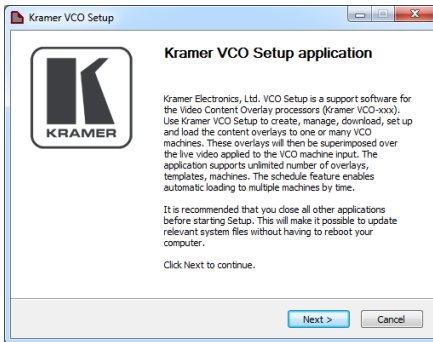 Kramer VCO Setup
Kramer VCO Setup application
KRAMER
Kramer Electronics, Ltd. VCO Setup is a support software for
the Video Content Overlay processors (Kramer VCO-xxx).
Use Kramer VCO Setup to create, manage, download, set up
and load the content overlays to one or many VCO
machines. These overlays will then be superimposed over
the live video applied to the VCO machine input. The
application supports unlimited number of overlays,
templates, machines. The schedule feature enables
automatic loading to multiple machines by time.
It is recommended that you close all other applications
before starting Setup. This will make it possible to update
relevant system files without having to reboot your
computer.
Click Next to continue.
Next >
Cancel